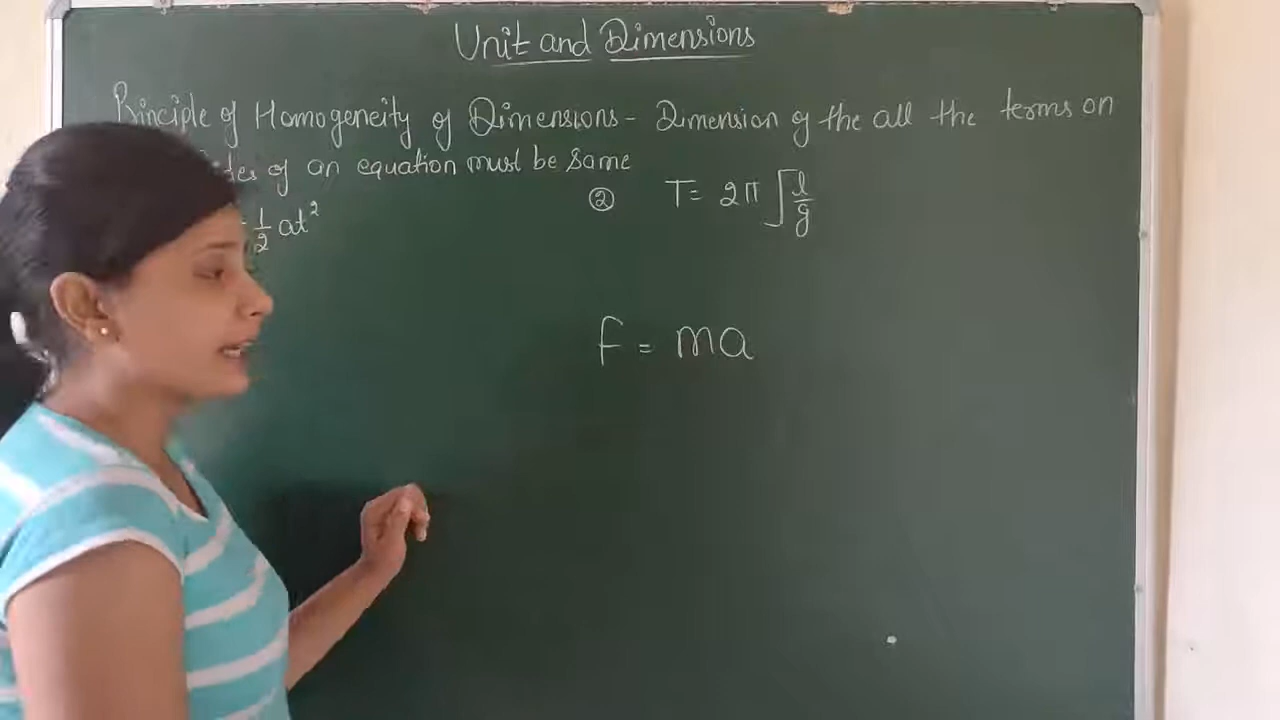 Unit and Dimensions
Principle of Homogeneity of Dimensions - Dimension of the all the terms on
of an equation must be same
1/2 at²
② T = 2π √l/g
f = ma